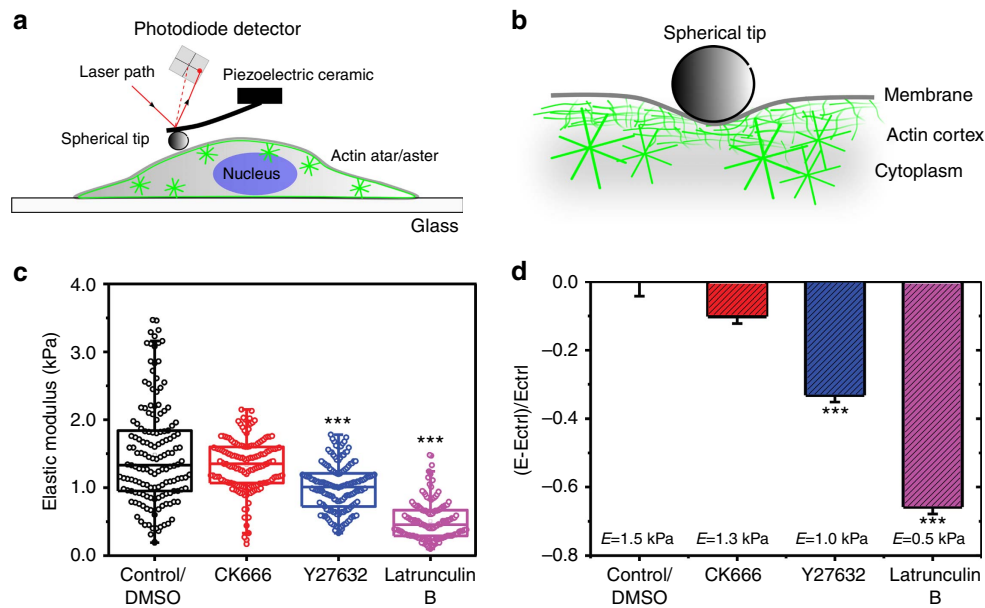 a
Photodiode detector
Laser path
Piezoelectric ceramic
Spherical tip
Actin atar/aster
Nucleus
Glass
b
Spherical tip
Membrane
Actin cortex
Cytoplasm
c
Elastic modulus (kPa)
4.0
3.0
2.0
1.0
0.0
***
***
Control/
DMSO
CK666
Y27632
Latrunculin
B
d
(E-Ectrl)/Ectrl
0.0
−0.2
−0.4
−0.6
−0.8
***
***
E=1.5 kPa
E=1.3 kPa
E=1.0 kPa
E=0.5 kPa
Control/
DMSO
CK666
Y27632
Latrunculin
B